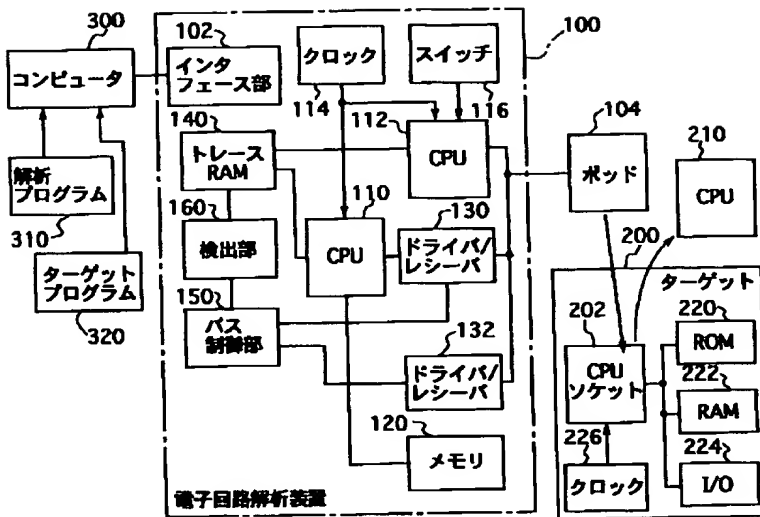 300
コンピュータ
102
インタ
フェース部
クロック
114
スイッチ
116
100
140
トレース
RAM
112
CPU
104
ポッド
210
CPU
解析
プログラム
310
160
検出部
110
CPU
130
ドライバ/
レシーバ
ターゲット
プログラム
320
150
バス
制御部
132
ドライバ/
レシーバ
200
ターゲット
202
CPU
ソケット
220
ROM
222
RAM
120
メモリ
226
クロック
224
I/O
電子回路解析装置